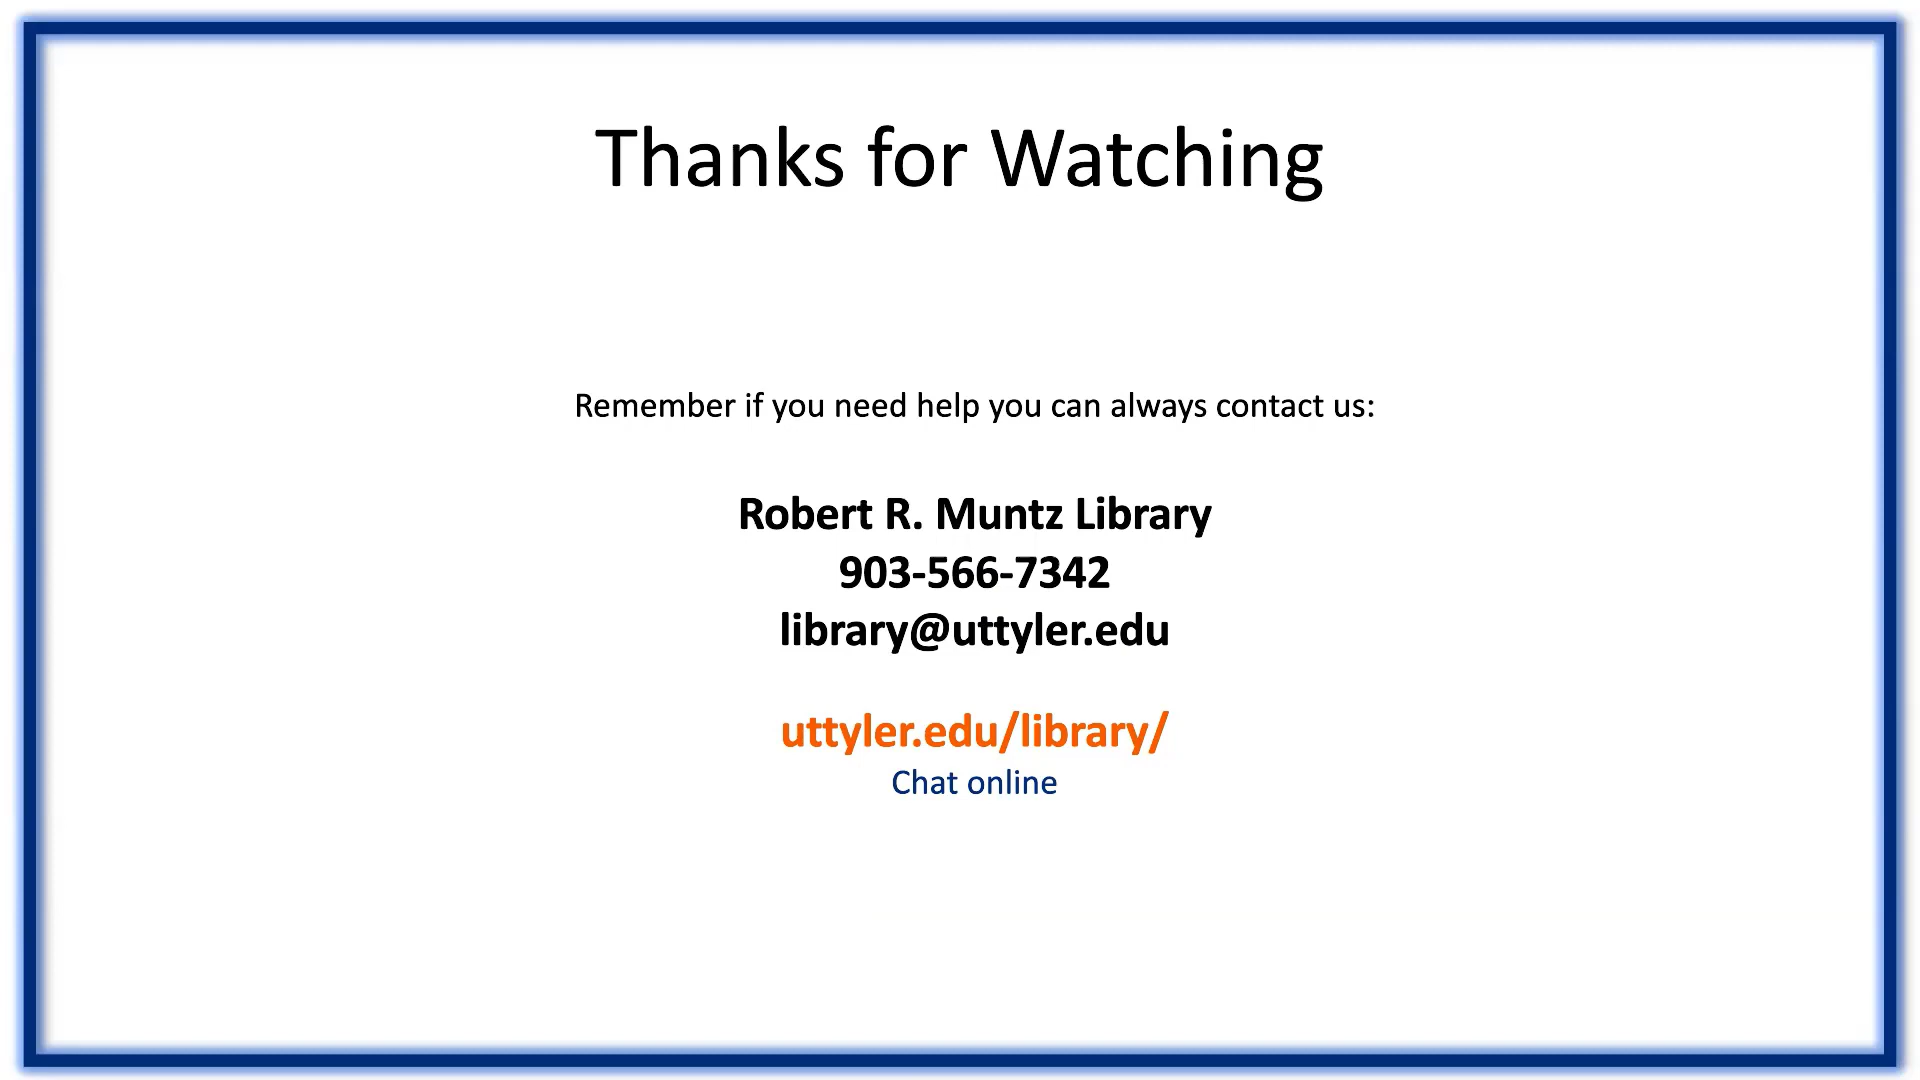 Thanks for Watching
Remember if you need help you can always contact us:
Robert R. Muntz Library
903-566-7342
library@uttyler.edu
uttyler.edu/library/
Chat online